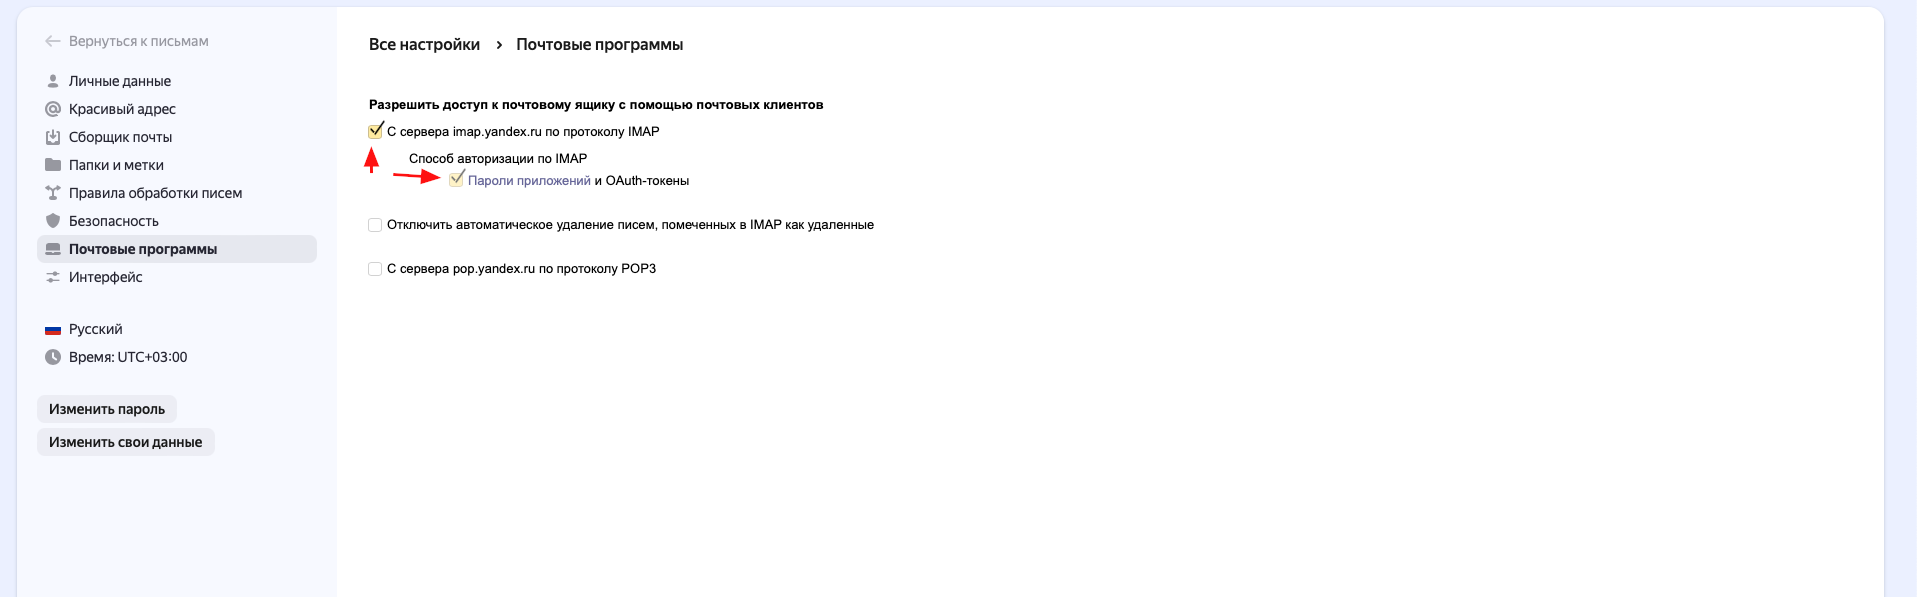 Вернуться к письмам
Личные данные
Красивый адрес
Сборщик почты
Папки и метки
Правила обработки писем
Безопасность
Почтовые программы
Интерфейс
Русский
Время: UTC+03:00
Изменить пароль
Изменить свои данные
Все настройки › Почтовые программы
Разрешить доступ к почтовому ящику с помощью почтовых клиентов
С сервера imap.yandex.ru по протоколу IMAP
Способ авторизации по IMAP
Пароли приложений и OAuth-токены
Отключить автоматическое удаление писем, помеченных в IMAP как удаленные
С сервера pop.yandex.ru по протоколу POP3